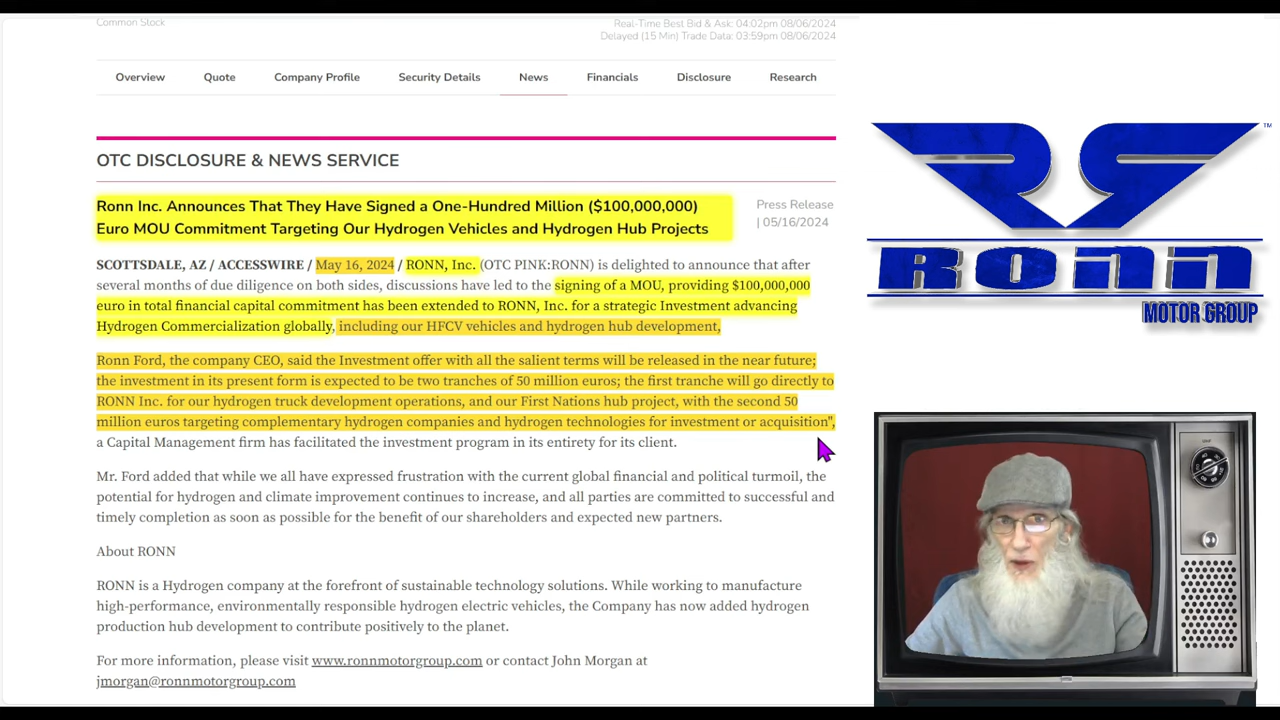 Common Stock
Real-Time Best Bid & Ask: 04:02pm 08/06/2024
Delayed (15 Min) Trade Data: 03:59pm 08/06/2024
Overview Quote Company Profile Security Details News Financials Disclosure Research
OTC DISCLOSURE & NEWS SERVICE
Ronn Inc. Announces That They Have Signed a One-Hundred Million ($100,000,000)
Euro MOU Commitment Targeting Our Hydrogen Vehicles and Hydrogen Hub Projects
Press Release
| 05/16/2024
SCOTTSDALE, AZ / ACCESSWIRE / May 16, 2024 / RONN, Inc. (OTC PINK:RONN) is delighted to announce that after
several months of due diligence on both sides, discussions have led to the signing of a MOU, providing $100,000,000
euro in total financial capital commitment has been extended to RONN, Inc. for a strategic Investment advancing
Hydrogen Commercialization globally, including our HFCV vehicles and hydrogen hub development,
Ronn Ford, the company CEO, said the Investment offer with all the salient terms will be released in the near future;
the investment in its present form is expected to be two tranches of 50 million euros; the first tranche will go directly to
RONN Inc. for our hydrogen truck development operations, and our First Nations hub project, with the second 50
million euros targeting complementary hydrogen companies and hydrogen technologies for investment or acquisition",
a Capital Management firm has facilitated the investment program in its entirety for its client.
Mr. Ford added that while we all have expressed frustration with the current global financial and political turmoil, the
potential for hydrogen and climate improvement continues to increase, and all parties are committed to successful and
timely completion as soon as possible for the benefit of our shareholders and expected new partners.
About RONN
RONN is a Hydrogen company at the forefront of sustainable technology solutions. While working to manufacture
high-performance, environmentally responsible hydrogen electric vehicles, the Company has now added hydrogen
production hub development to contribute positively to the planet.
For more information, please visit www.ronnmotorgroup.com or contact John Morgan at
jmorgan@ronnmotorgroup.com
TM
RONN
MOTOR GROUP